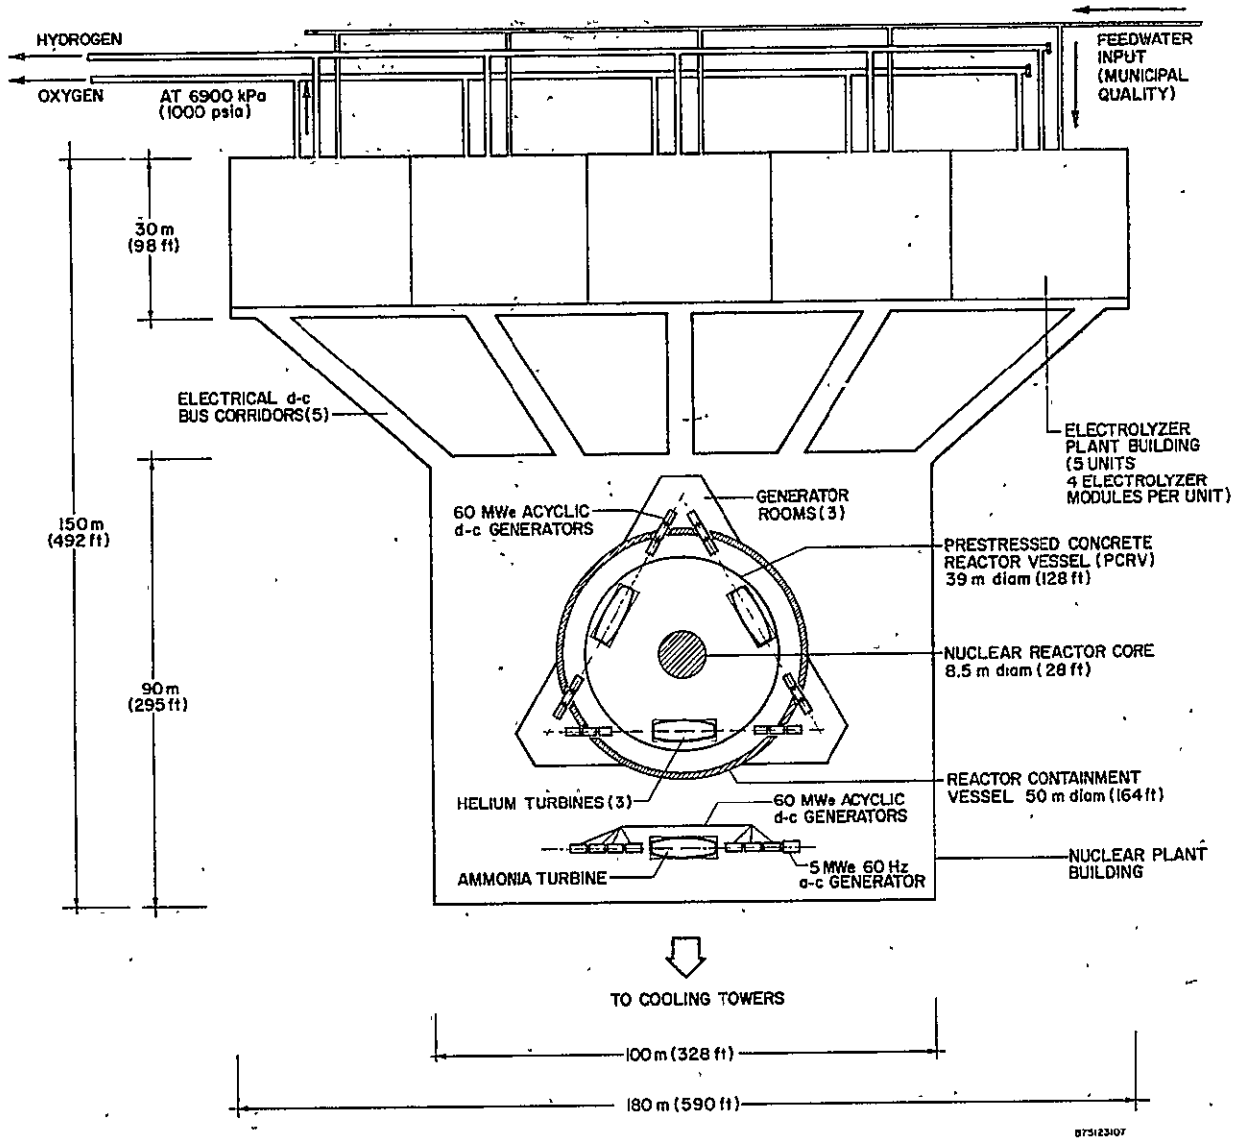 HYDROGEN
OXYGEN
AT 6900 kPa
(1000 psia)
FEEDWATER
INPUT
(MUNICIPAL
QUALITY)
30 m
(98 ft)
ELECTRICAL d-c
BUS CORRIDORS (5)
ELECTROLYZER
PLANT BUILDING
(5 UNITS
4 ELECTROLYZER
MODULES PER UNIT)
150 m
(492 ft)
60 MWe ACYCLIC
d-c GENERATORS
GENERATOR
ROOMS (3)
PRESTRESSED CONCRETE
REACTOR VESSEL (PCRV)
39 m diam (128 ft)
NUCLEAR REACTOR CORE
8.5 m diam (28 ft)
90 m
(295 ft)
REACTOR CONTAINMENT
VESSEL 50 m diam (164 ft)
HELIUM TURBINES (3)
60 MWe ACYCLIC
d-c GENERATORS
AMMONIA TURBINE
5 MWe 60 Hz
a-c GENERATOR
NUCLEAR PLANT
BUILDING
TO COOLING TOWERS
100 m (328 ft)
180 m (590 ft)
B75123107